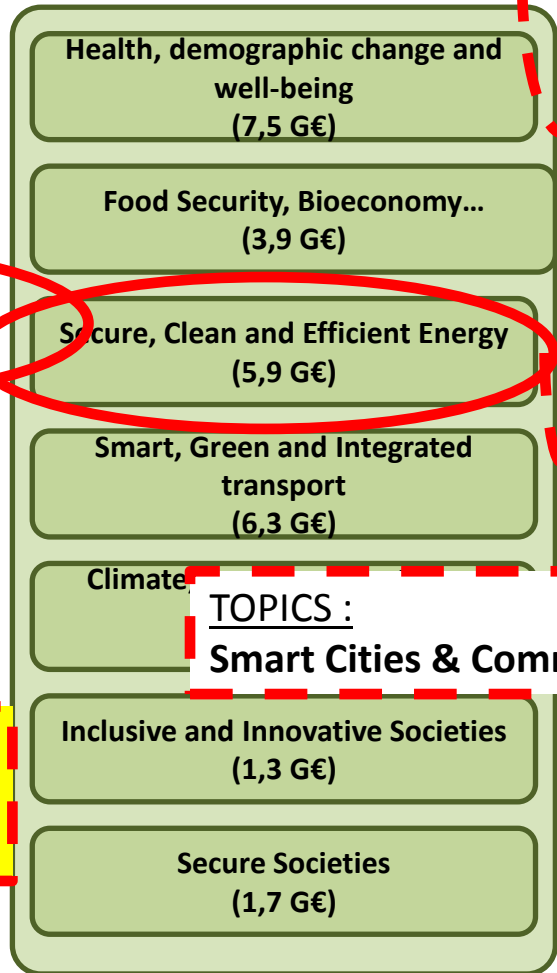 Health, demographic change and
well-being
(7,5 G€)
Food Security, Bioeconomy…
(3,9 G€)
Secure, Clean and Efficient Energy
(5,9 G€)
Smart, Green and Integrated
transport
(6,3 G€)
Climate,
TOPICS :
Smart Cities &
Inclusive and Innovative Societies
(1,3 G€)
Secure Societies
(1,7 G€)